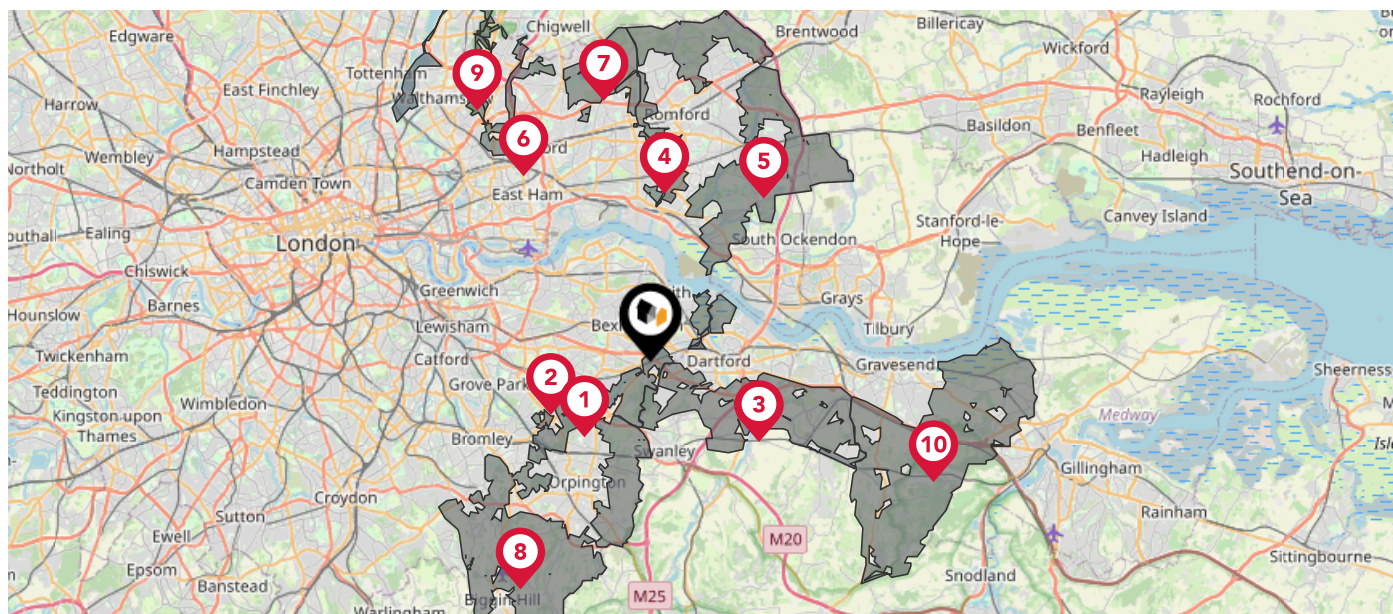 Edgware
Chigwell
Brentwood
Billericay
Wickford
Tottenham
East Finchley
Harrow
9
7
Rayleigh
Rochford
Romford
Basildon
Benfleet
Wembley
Hampstead
6
4
5
Hadleigh
Southend-on-
Sea
Camden Town
East Ham
Canvey Island
Stanford-le-
Hope
Ealing
London
South Ockendon
Chiswick
Barnes
Greenwich
Grays
Tilbury
Lewisham
Twickenham
Catford
Dartford
Gravesend
Sheerness
Teddington
Grove Park
2
1
3
Kingston upon
Thames
Wimbledon
Medway
Bromley
Swanley
10
Gillingham
Orpington
Croydon
Rainham
Sutton
Ewell
M20
8
Epsom
Banstead
Snodland
Sittingbourne
Biggin Hill
M25